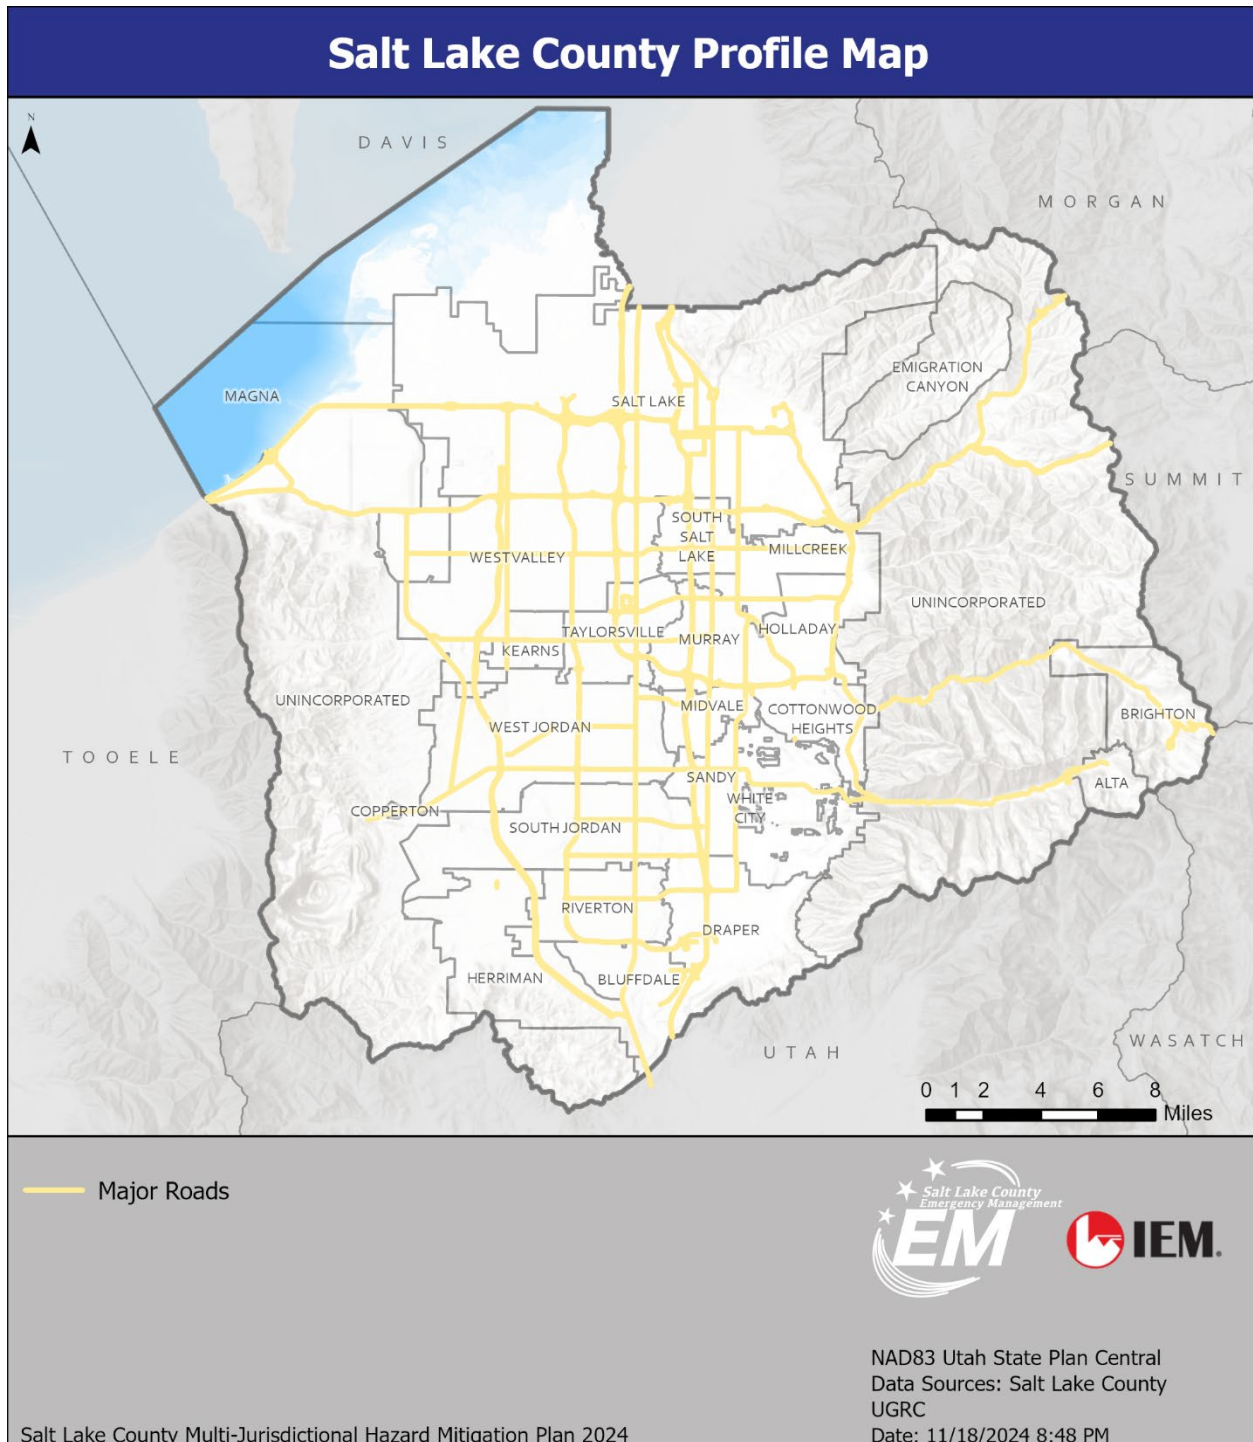 Salt Lake County Profile Map
N
DAVIS
MORGAN
EMIGRATION
CANYON
MAGNA
SALT LAKE
SUMMIT
SOUTH
SALT
LAKE
WEST VALLEY
MILLCREEK
UNINCORPORATED
TAYLORSVILLE
MURRAY
HOLLADAY
KEARNS
UNINCORPORATED
MIDVALE
COTTONWOOD
HEIGHTS
WEST JORDAN
BRIGHTON
TOOELE
SANDY
ALTA
WHITE
CITY
COPPERTON
SOUTH JORDAN
RIVERTON
DRAPER
HERRIMAN
BLUFFDALE
UTAH
WASATCH
0 1 2 4 6 8
Miles
Major Roads
Salt Lake County
Emergency Management
EM
IEM.
NAD83 Utah State Plan Central
Data Sources: Salt Lake County
UGRC
Date: 11/18/2024 8:48 PM
Salt Lake County Multi-Jurisdictional Hazard Mitigation Plan 2024